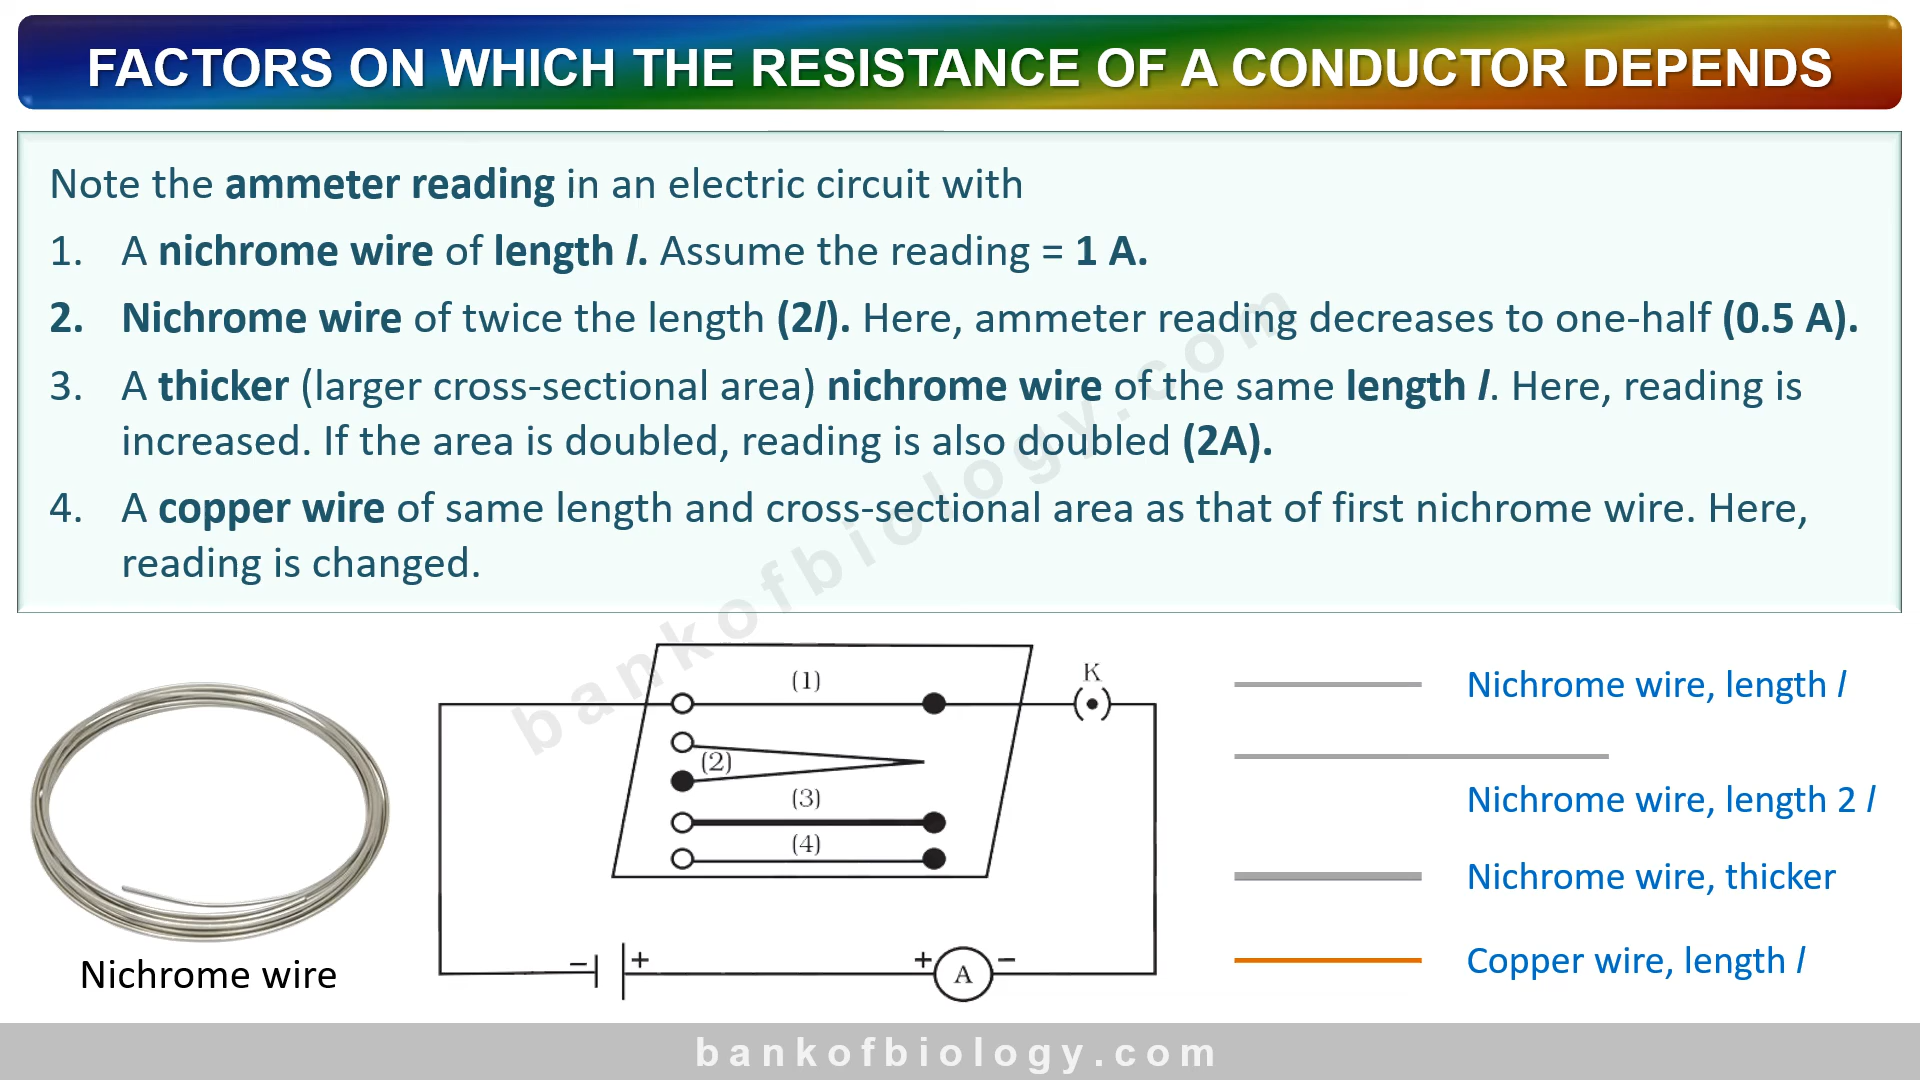 FACTORS ON WHICH THE RESISTANCE OF A CONDUCTOR DEPENDS
Note the ammeter reading in an electric circuit with
1. A nichrome wire of length l. Assume the reading = 1 A.
2. Nichrome wire of twice the length (2l). Here, ammeter reading decreases to one-half (0.5 A).
3. A thicker (larger cross-sectional area) nichrome wire of the same length l. Here, reading is
increased. If the area is doubled, reading is also doubled (2A).
4. A copper wire of same length and cross-sectional area as that of first nichrome wire. Here,
reading is changed.
bankofbiology.com
Nichrome wire
(1)
K
(2)
(3)
(4)
− +
+ A −
Nichrome wire, length l
Nichrome wire, length 2 l
Nichrome wire, thicker
Copper wire, length l
bankofbiology.com